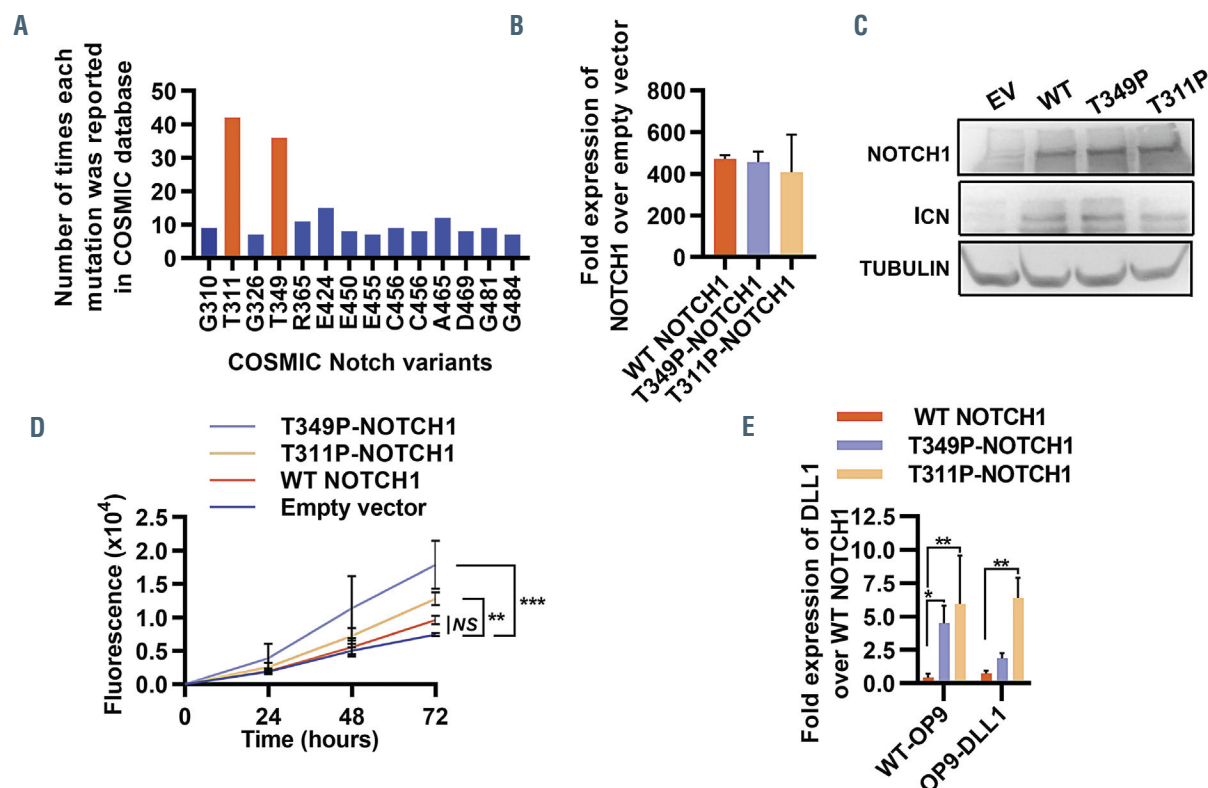 A
Number of times each
mutation was reported
in COSMIC database
50
40
30
20
10
0
G310
T311
G326
T349
R365
E424
E450
E455
C456
C456
A465
D469
G481
G484
COSMIC Notch variants
B
Fold expression of
NOTCH1 over empty vector
800
600
400
200
0
WT NOTCH1
T349P-NOTCH1
T311P-NOTCH1
C
EV
WT
T349P
T311P
NOTCH1
ICN
TUBULIN
D
T349P-NOTCH1
T311P-NOTCH1
WT NOTCH1
Empty vector
Fluorescence (x10⁴)
2.5
2.0
1.5
1.0
0.5
0.0
0
24
48
72
Time (hours)
NS
**
***
E
WT NOTCH1
T349P-NOTCH1
T311P-NOTCH1
Fold expression of DLL1
over WT NOTCH1
12.5
10.0
7.5
5.0
2.5
0.0
*
**
**
WT-OP9
OP9-DLL1